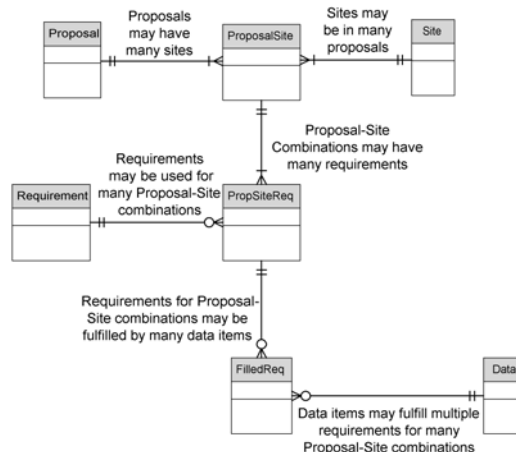 Proposal
Proposals
may have
many sites
ProposalSite
Sites may
be in many
proposals
Site
Proposal-Site
Combinations may have
many requirements
Requirements
may be used for
many Proposal-Site
combinations
Requirement
PropSiteReq
Requirements for Proposal-
Site combinations may be
fulfilled by many data items
FilledReq
Data
Data items may fulfill multiple
requirements for many
Proposal-Site combinations